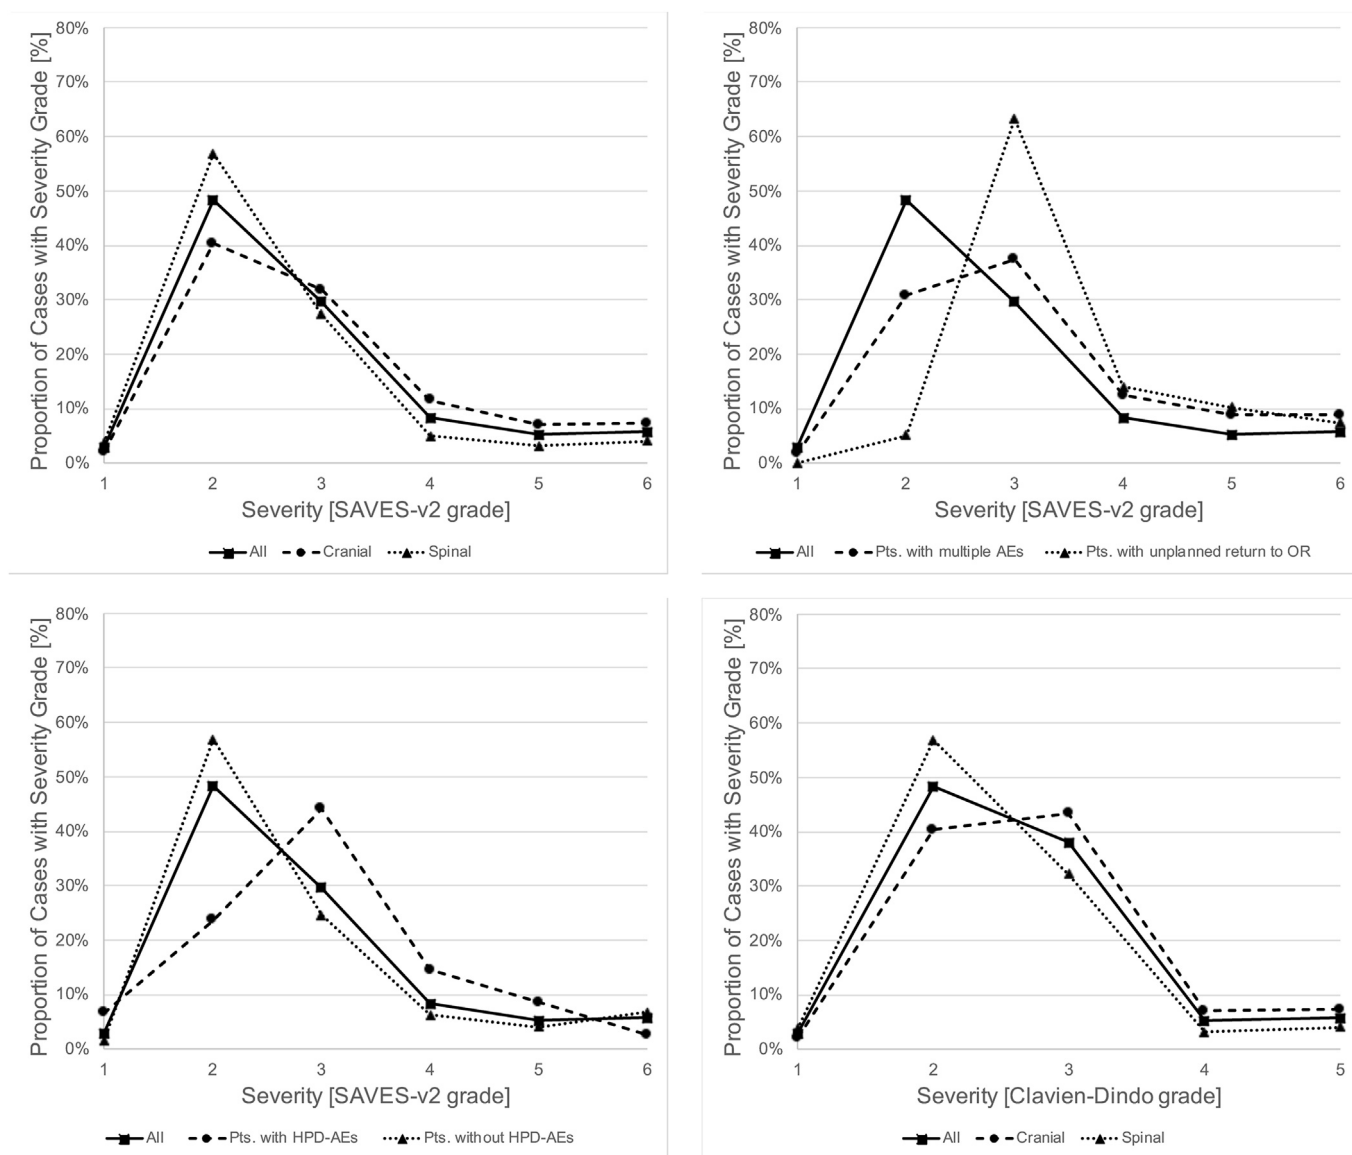 80%
70%
60%
50%
40%
30%
20%
10%
0%
Proportion of Cases with Severity Grade [%]
1 2 3 4 5 6
Severity [SAVES-v2 grade]
All Cranial Spinal
80%
70%
60%
50%
40%
30%
20%
10%
0%
Proportion of Cases with Severity Grade [%]
1 2 3 4 5 6
Severity [SAVES-v2 grade]
All Pts. with multiple AEs Pts. with unplanned return to OR
80%
70%
60%
50%
40%
30%
20%
10%
0%
Proportion of Cases with Severity Grade [%]
1 2 3 4 5 6
Severity [SAVES-v2 grade]
All Pts. with HPD-AEs Pts. without HPD-AEs
80%
70%
60%
50%
40%
30%
20%
10%
0%
Proportion of Cases with Severity Grade [%]
1 2 3 4 5
Severity [Clavien-Dindo grade]
All Cranial Spinal